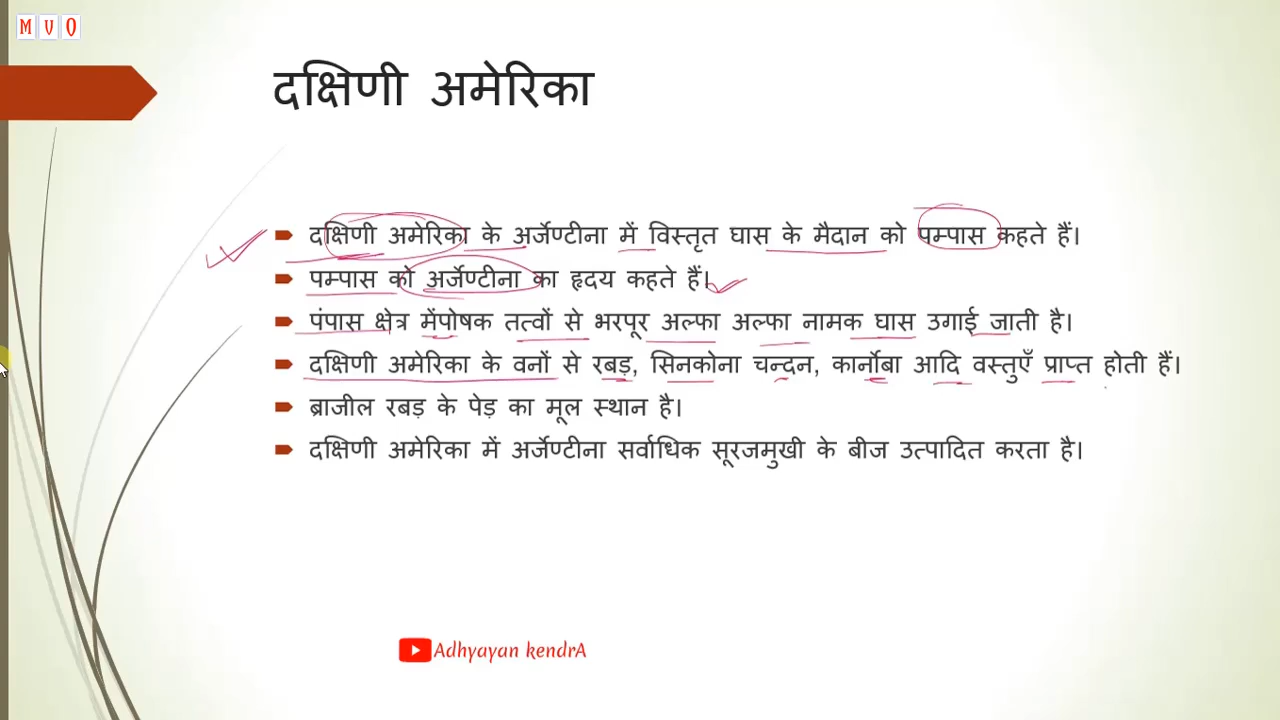 M V O
दक्षिणी अमेरिका
दक्षिणी अमेरिका के अर्जेण्टीना में विस्तृत घास के मैदान को पम्पास कहते हैं।
पम्पास को अर्जेण्टीना का हृदय कहते हैं।
पंपास क्षेत्र मेंपोषक तत्वों से भरपूर अल्फा अल्फा नामक घास उगाई जाती है।
दक्षिणी अमेरिका के वनों से रबड़, सिनकोना चन्दन, कार्नोबा आदि वस्तुएँ प्राप्त होती हैं।
ब्राजील रबड़ के पेड़ का मूल स्थान है।
दक्षिणी अमेरिका में अर्जेण्टीना सर्वाधिक सूरजमुखी के बीज उत्पादित करता है।
Adhyayan kendrA